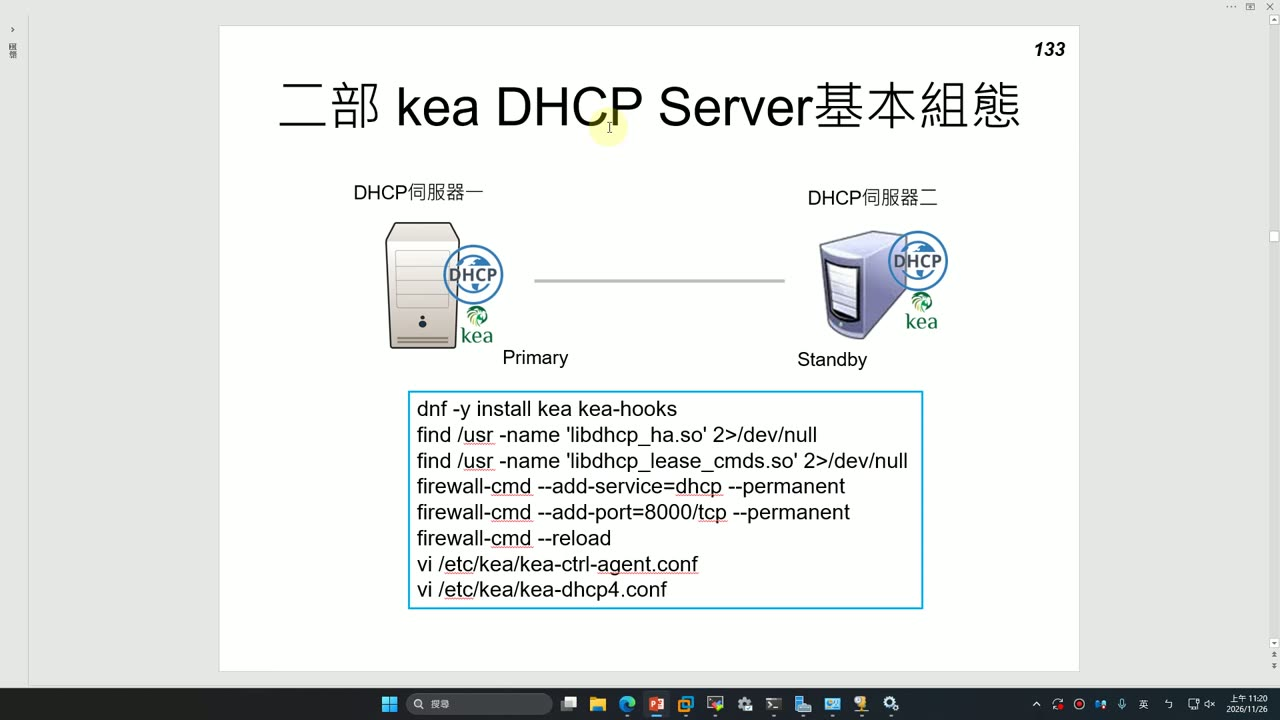 133
二部 kea DHCP Server基本組態
DHCP伺服器一
DHCP伺服器二
DHCP
kea
DHCP
kea
Primary
Standby
dnf -y install kea kea-hooks
find /usr -name 'libdhcp_ha.so' 2>/dev/null
find /usr -name 'libdhcp_lease_cmds.so' 2>/dev/null
firewall-cmd --add-service=dhcp --permanent
firewall-cmd --add-port=8000/tcp --permanent
firewall-cmd --reload
vi /etc/kea/kea-ctrl-agent.conf
vi /etc/kea/kea-dhcp4.conf
搜尋
英
ㄅ
上午 11:20
2026/11/26